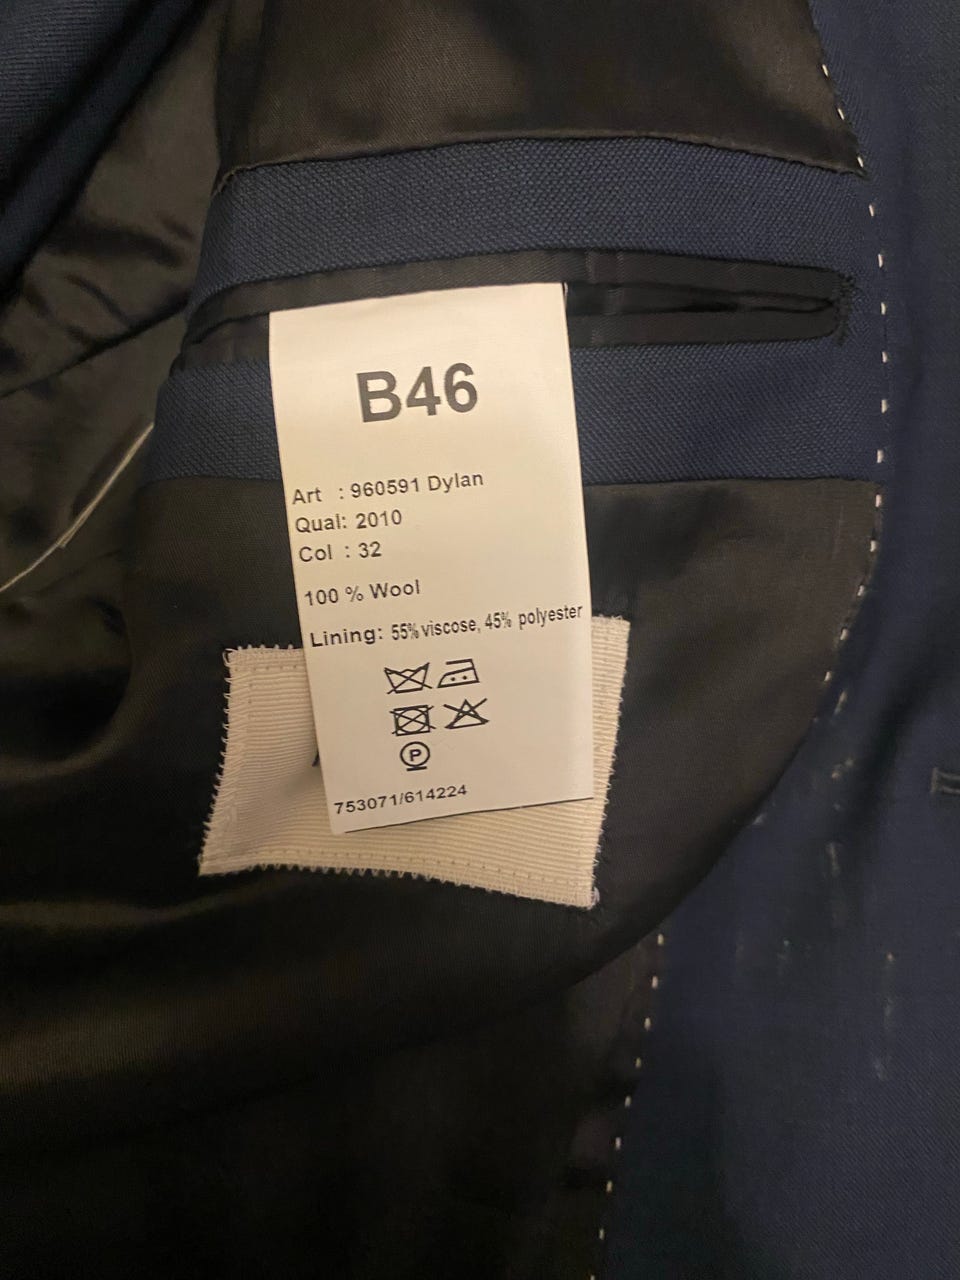 B46
Art : 960591 Dylan
Qual: 2010
Col : 32
100 % Wool
Lining: 55% viscose, 45% polyester
P
753071/614224